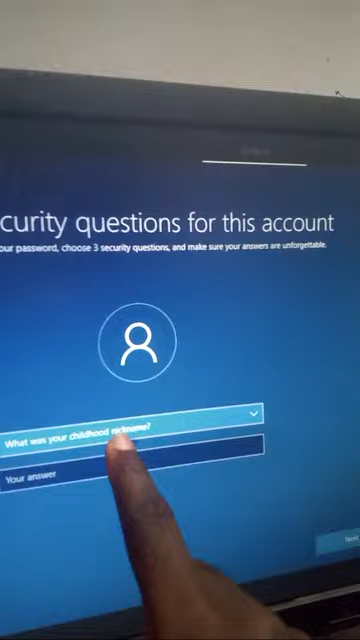 curity questions for this account
our password, choose 3 security questions, and make sure your answers are unforgettable.
What was your childhood nickname?
Your answer
Next